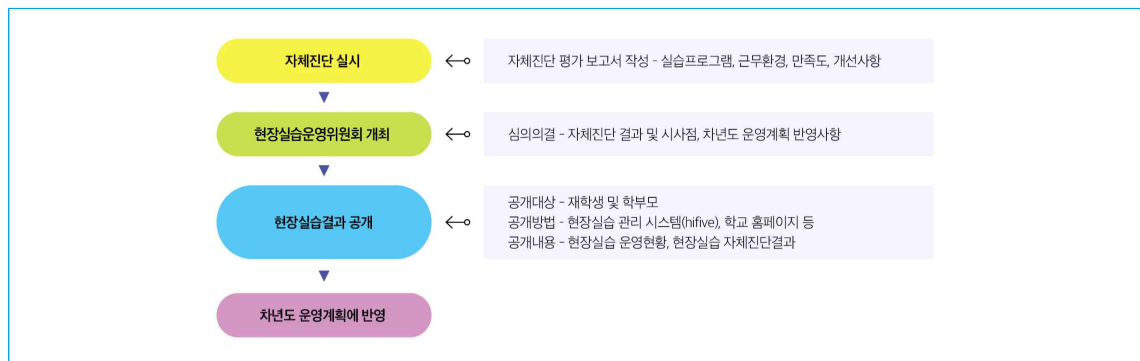 자체진단 실시
자체진단 평가 보고서 작성 - 실습프로그램, 근무환경, 만족도, 개선사항
현장실습운영위원회 개최
심의의결 - 자체진단 결과 및 시사점, 차년도 운영계획 반영사항
현장실습결과 공개
공개대상 - 재학생 및 학부모
공개방법 - 현장실습 관리 시스템(hifive), 학교 홈페이지 등
공개내용 - 현장실습 운영현황, 현장실습 자체진단결과
차년도 운영계획에 반영